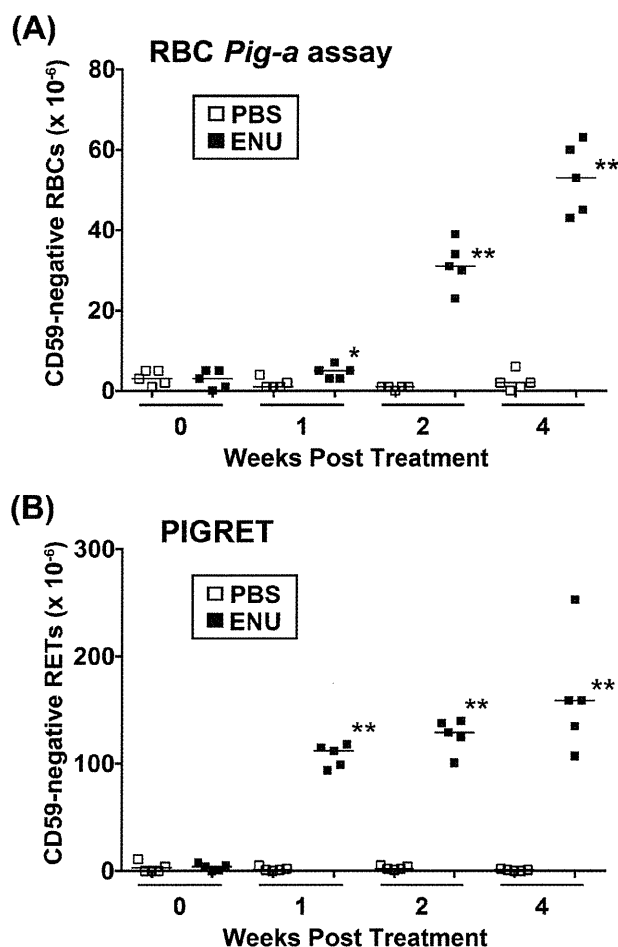 (A)
RBC Pig-a assay
CD59-negative RBCs (x 10⁻⁶)
80
60
40
20
0
PBS
ENU
*
**
**
0 1 2 4
Weeks Post Treatment
(B)
PIGRET
CD59-negative RETs (x 10⁻⁶)
300
200
100
0
PBS
ENU
**
**
**
0 1 2 4
Weeks Post Treatment